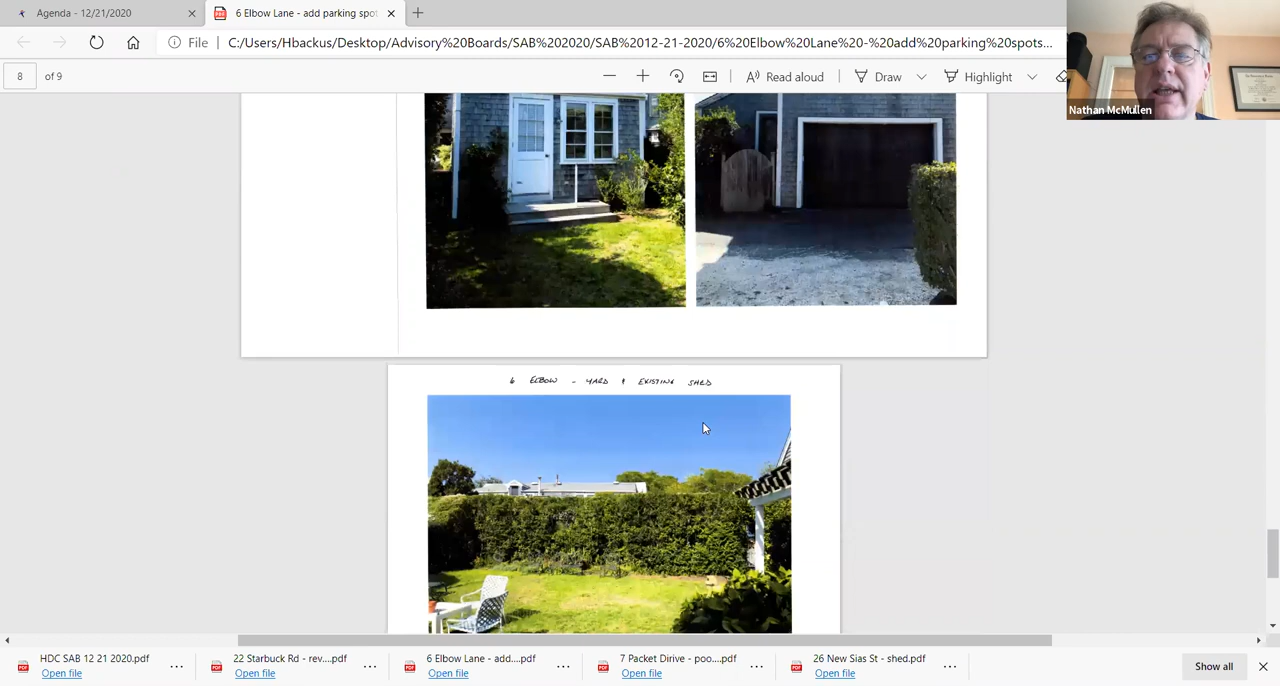 Agenda - 12/21/2020
6 Elbow Lane - add parking spot
File
C:/Users/Hbackus/Desktop/Advisory%20Boards/SAB%202020/SAB%2012-21-2020/6%20Elbow%20Lane%20-%20add%20parking%20spots...
8 of 9
Read aloud
Draw
Highlight
Nathan McMullen
6 ELBOW - YARD & EXISTING SHED
HDC SAB 12 21 2020.pdf
Open file
22 Starbuck Rd - rev....pdf
Open file
6 Elbow Lane - add....pdf
Open file
7 Packet Dirive - poo....pdf
Open file
26 New Sias St - shed.pdf
Open file
Show all